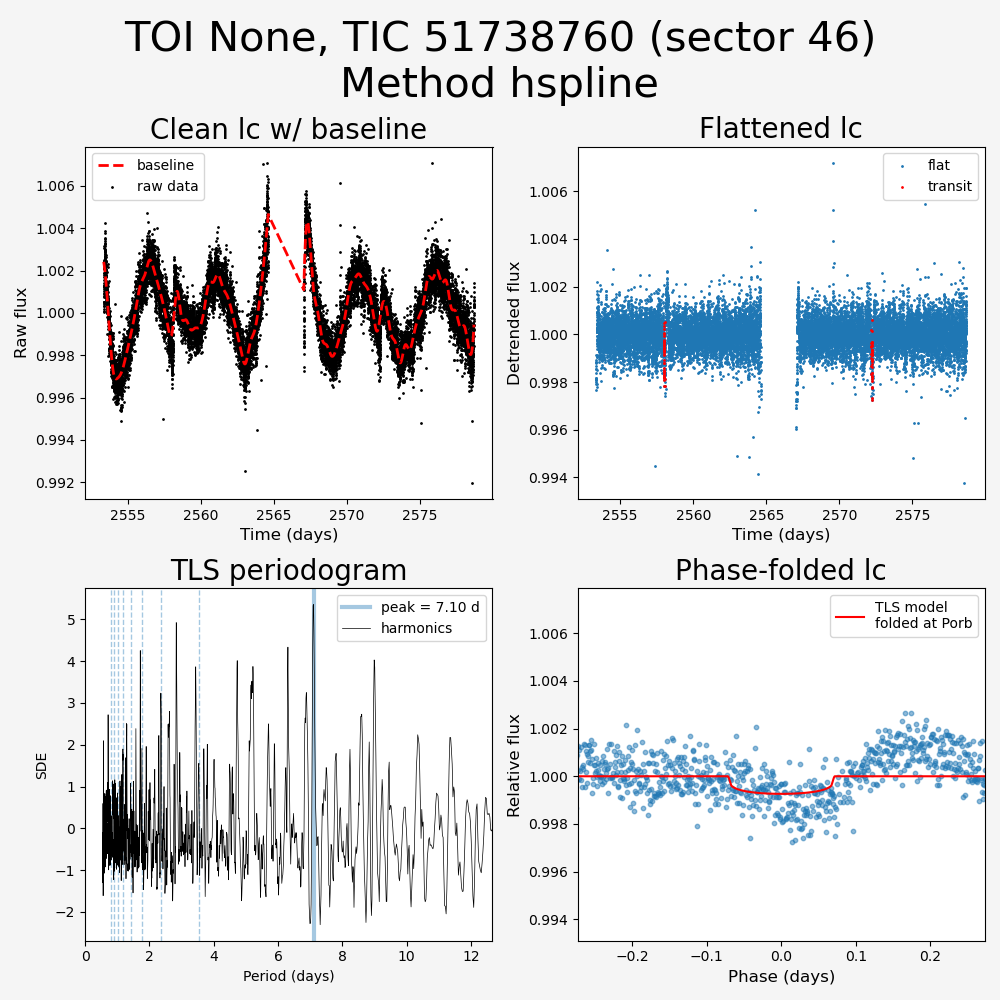 TOI None, TIC 51738760 (sector 46)
Method hspline
Clean lc w/ baseline
baseline
raw data
1.006
1.004
1.002
1.000
0.998
0.996
0.994
0.992
Raw flux
2555
2560
2565
2570
2575
Time (days)
Flattened lc
flat
transit
1.006
1.004
1.002
1.000
0.998
0.996
0.994
Detrended flux
2555
2560
2565
2570
2575
Time (days)
TLS periodogram
peak = 7.10 d
harmonics
5
4
3
2
1
0
−1
−2
SDE
0
2
4
6
8
10
12
Period (days)
Phase-folded lc
TLS model
folded at Porb
1.006
1.004
1.002
1.000
0.998
0.996
0.994
Relative flux
−0.2
−0.1
0.0
0.1
0.2
Phase (days)